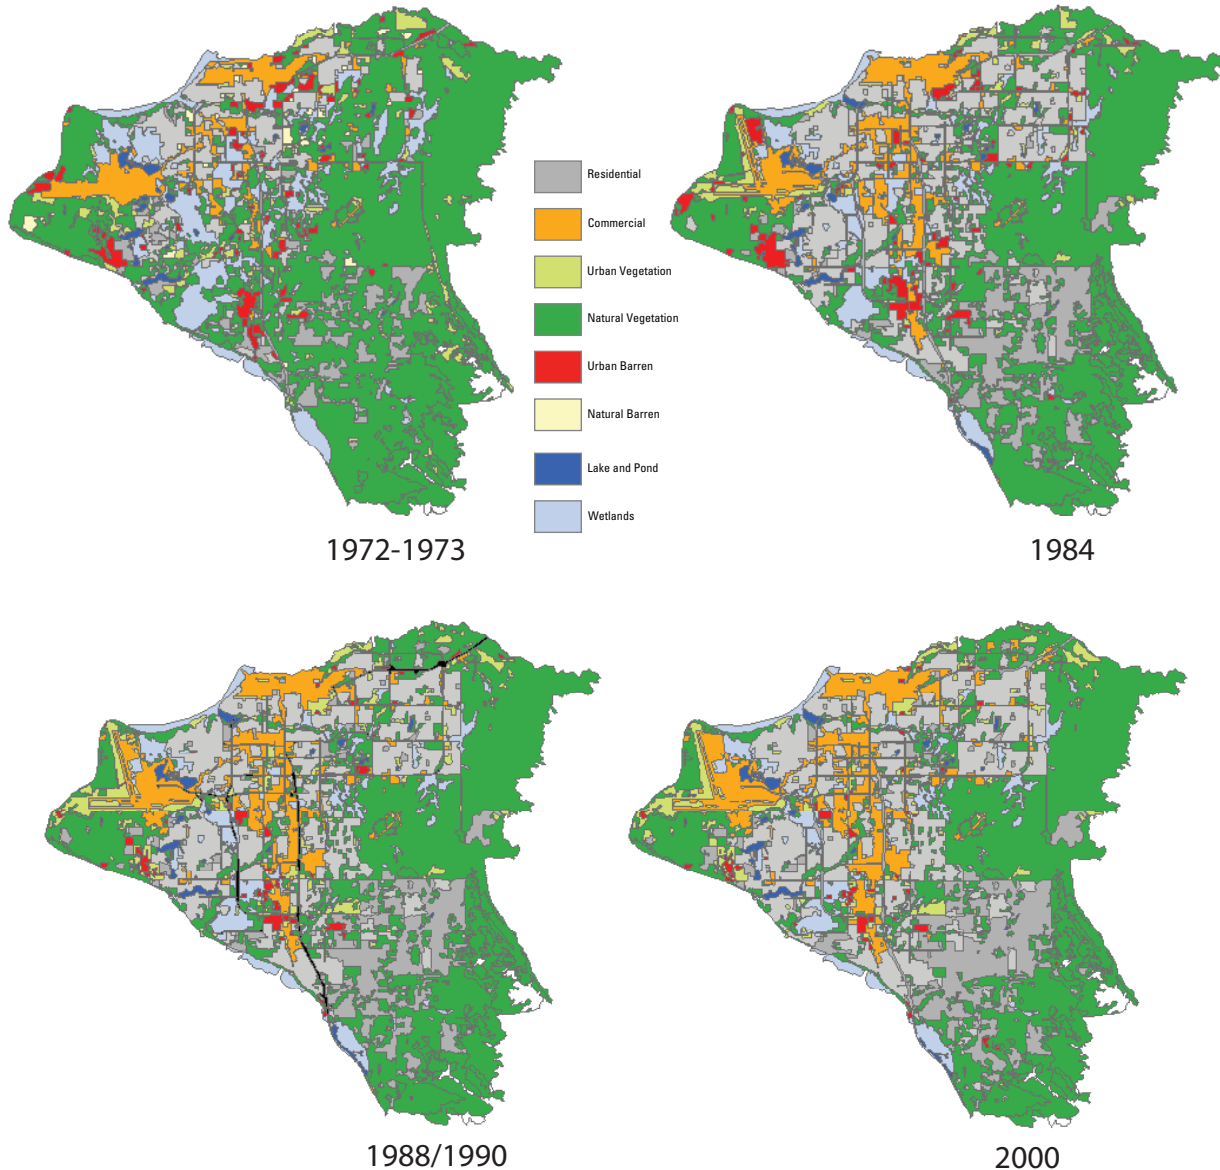 Residential
Commercial
Urban Vegetation
Natural Vegetation
Urban Barren
Natural Barren
Lake and Pond
Wetlands
1972-1973
1984
1988/1990
2000